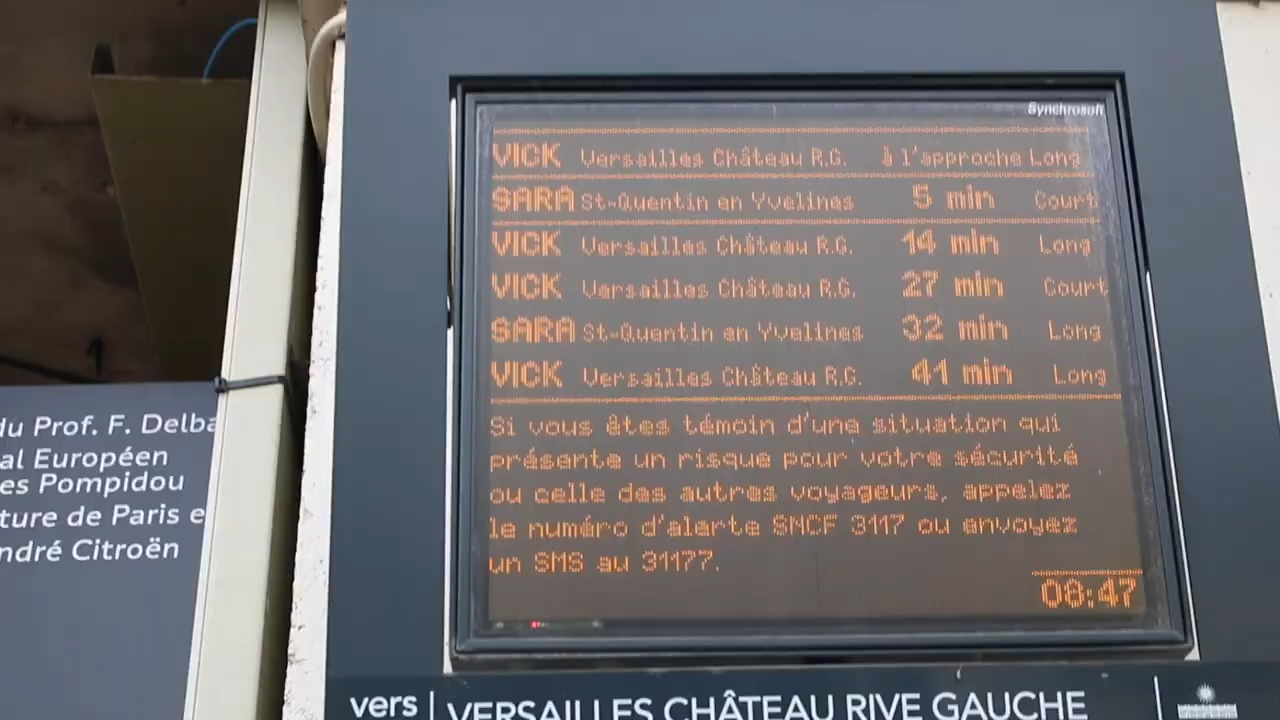 Synchrosoft
VICK Versailles Château R.G. à l'approche Long
SARA St-Quentin en Yvelines 5 min Court
VICK Versailles Château R.G. 14 min Long
VICK Versailles Château R.G. 27 min Court
SARA St-Quentin en Yvelines 32 min Long
VICK Versailles Château R.G. 41 min Long
Si vous êtes témoin d'une situation qui
présente un risque pour votre sécurité
ou celle des autres voyageurs, appelez
le numéro d'alerte SNCF 3117 ou envoyez
un SMS au 31177.
08:47
du Prof. F. Delba
al Européen
es Pompidou
ture de Paris e
ndré Citroën
vers | VERSAILLES CHÂTEAU RIVE GAUCHE